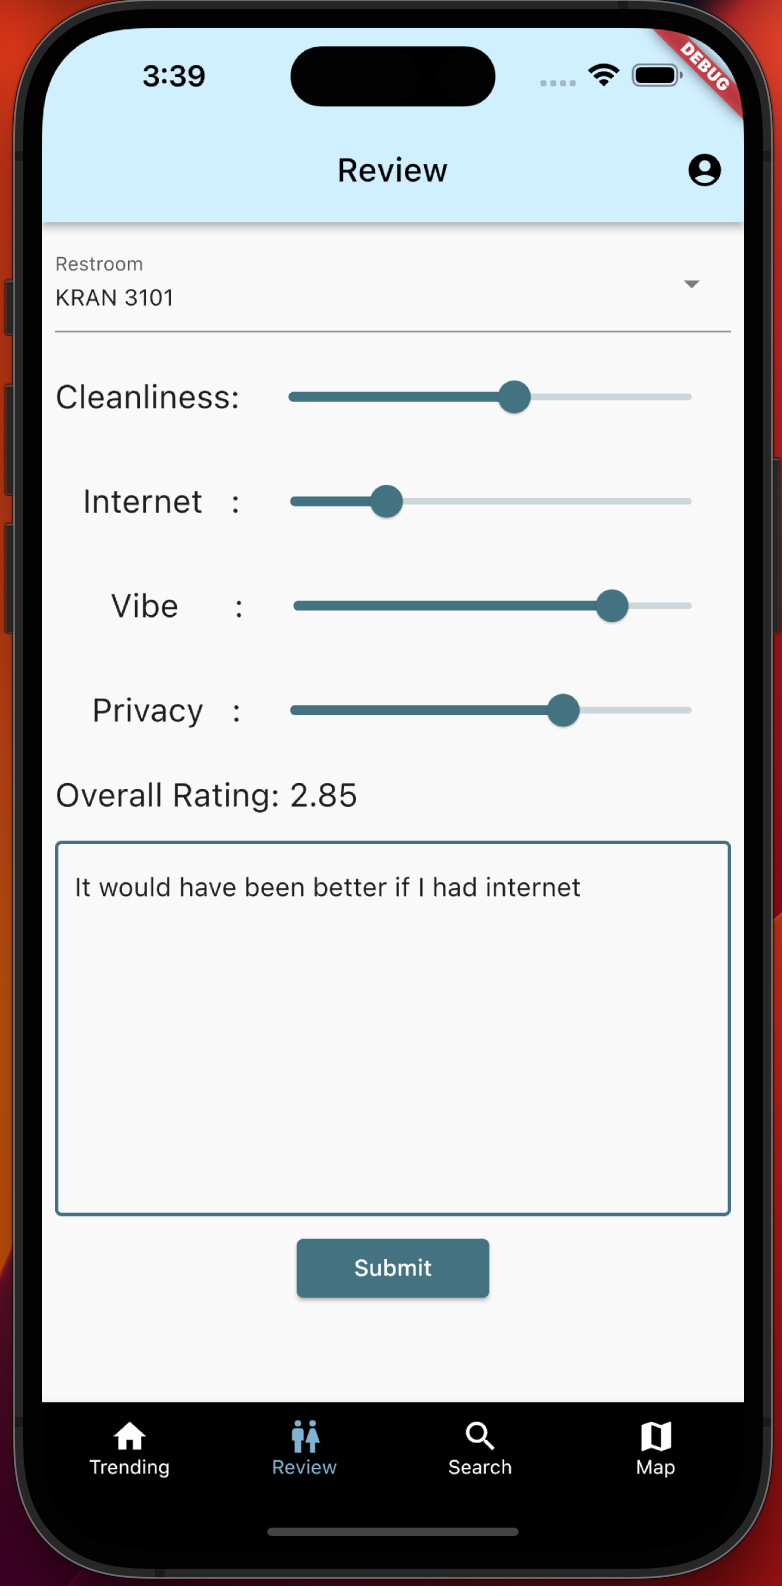 3:39
DEBUG
Review
Restroom
KRAN 3101
Cleanliness:
Internet :
Vibe :
Privacy :
Overall Rating: 2.85
It would have been better if I had internet
Submit
Trending Review Search Map